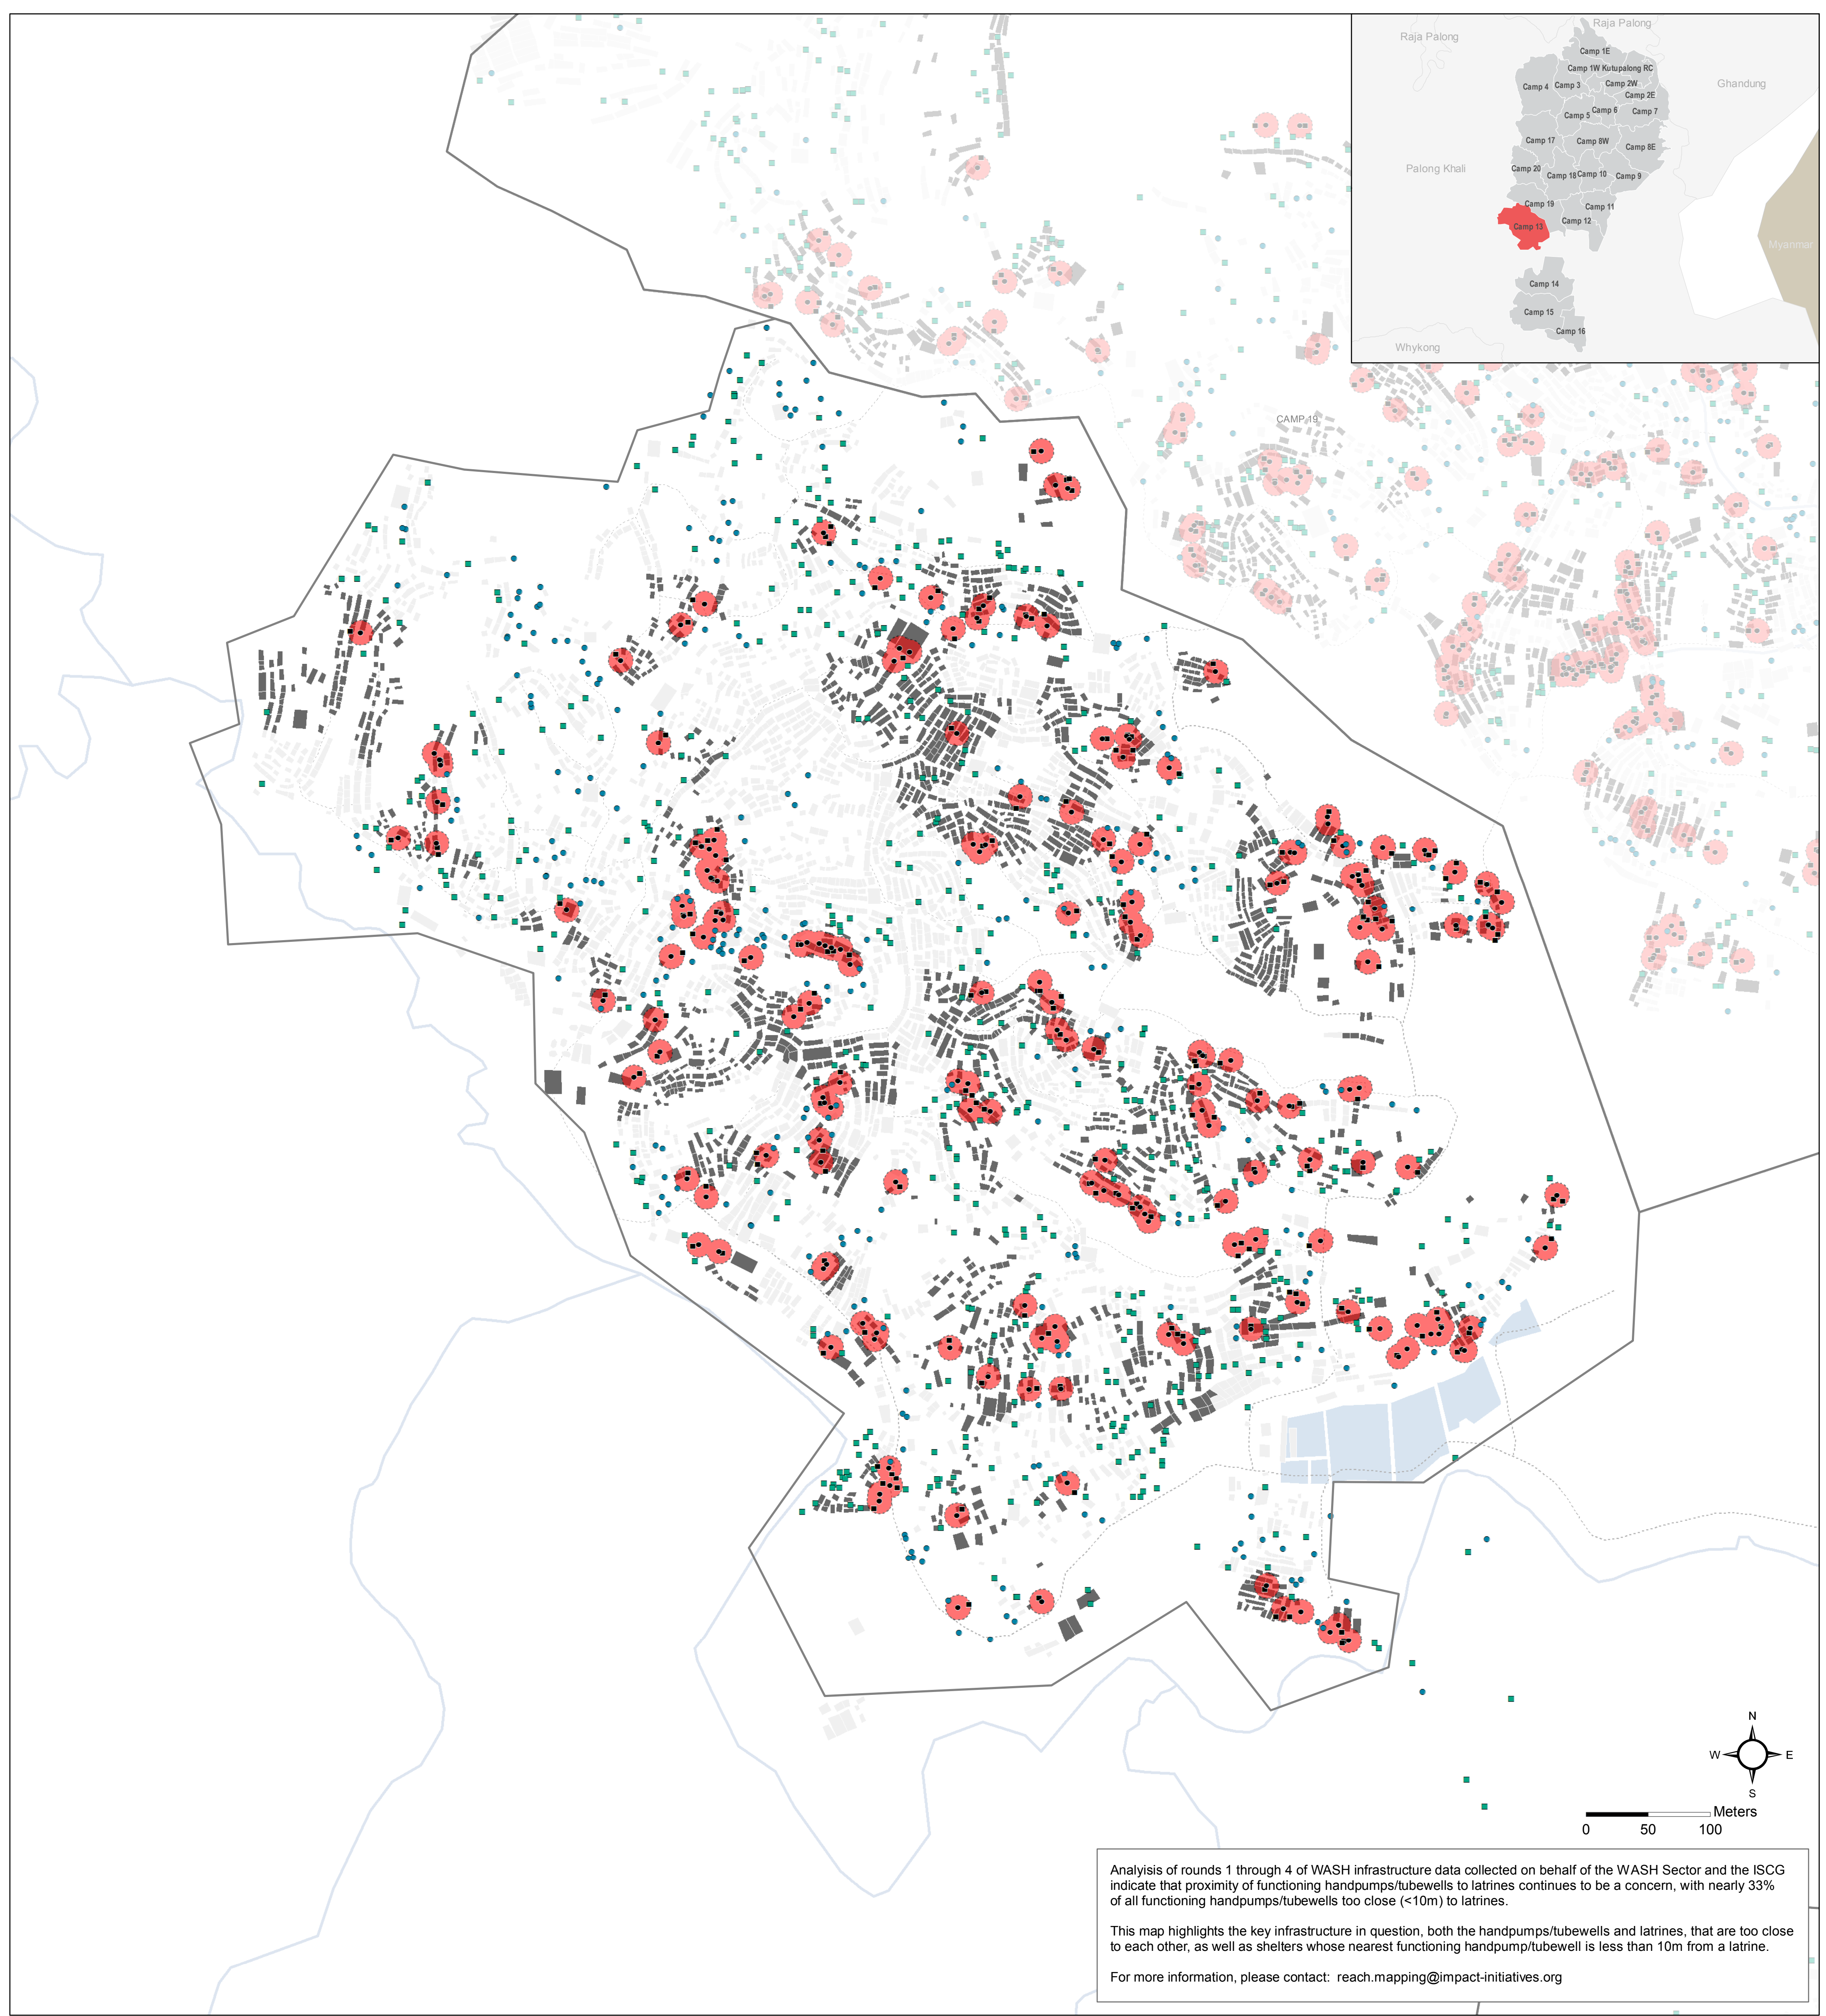 Raja Palong
Raja Palong
Camp 1E
Camp 1W Kutupalong RC
Camp 4
Camp 3
Camp 2W
Camp 2E
Ghandung
Camp 5
Camp 6
Camp 7
Camp 17
Camp 8W
Camp 8E
Palong Khali
Camp 20
Camp 18
Camp 10
Camp 9
Camp 19
Camp 11
Camp 12
Camp 13
Myanmar
Camp 14
Camp 15
Camp 16
Whykong
CAMP 19
N
W
E
S
Meters
0 50 100
Analyisis of rounds 1 through 4 of WASH infrastructure data collected on behalf of the WASH Sector and the ISCG
indicate that proximity of functioning handpumps/tubewells to latrines continues to be a concern, with nearly 33%
of all functioning handpumps/tubewells too close (<10m) to latrines.
This map highlights the key infrastructure in question, both the handpumps/tubewells and latrines, that are too close
to each other, as well as shelters whose nearest functioning handpump/tubewell is less than 10m from a latrine.
For more information, please contact: reach.mapping@impact-initiatives.org